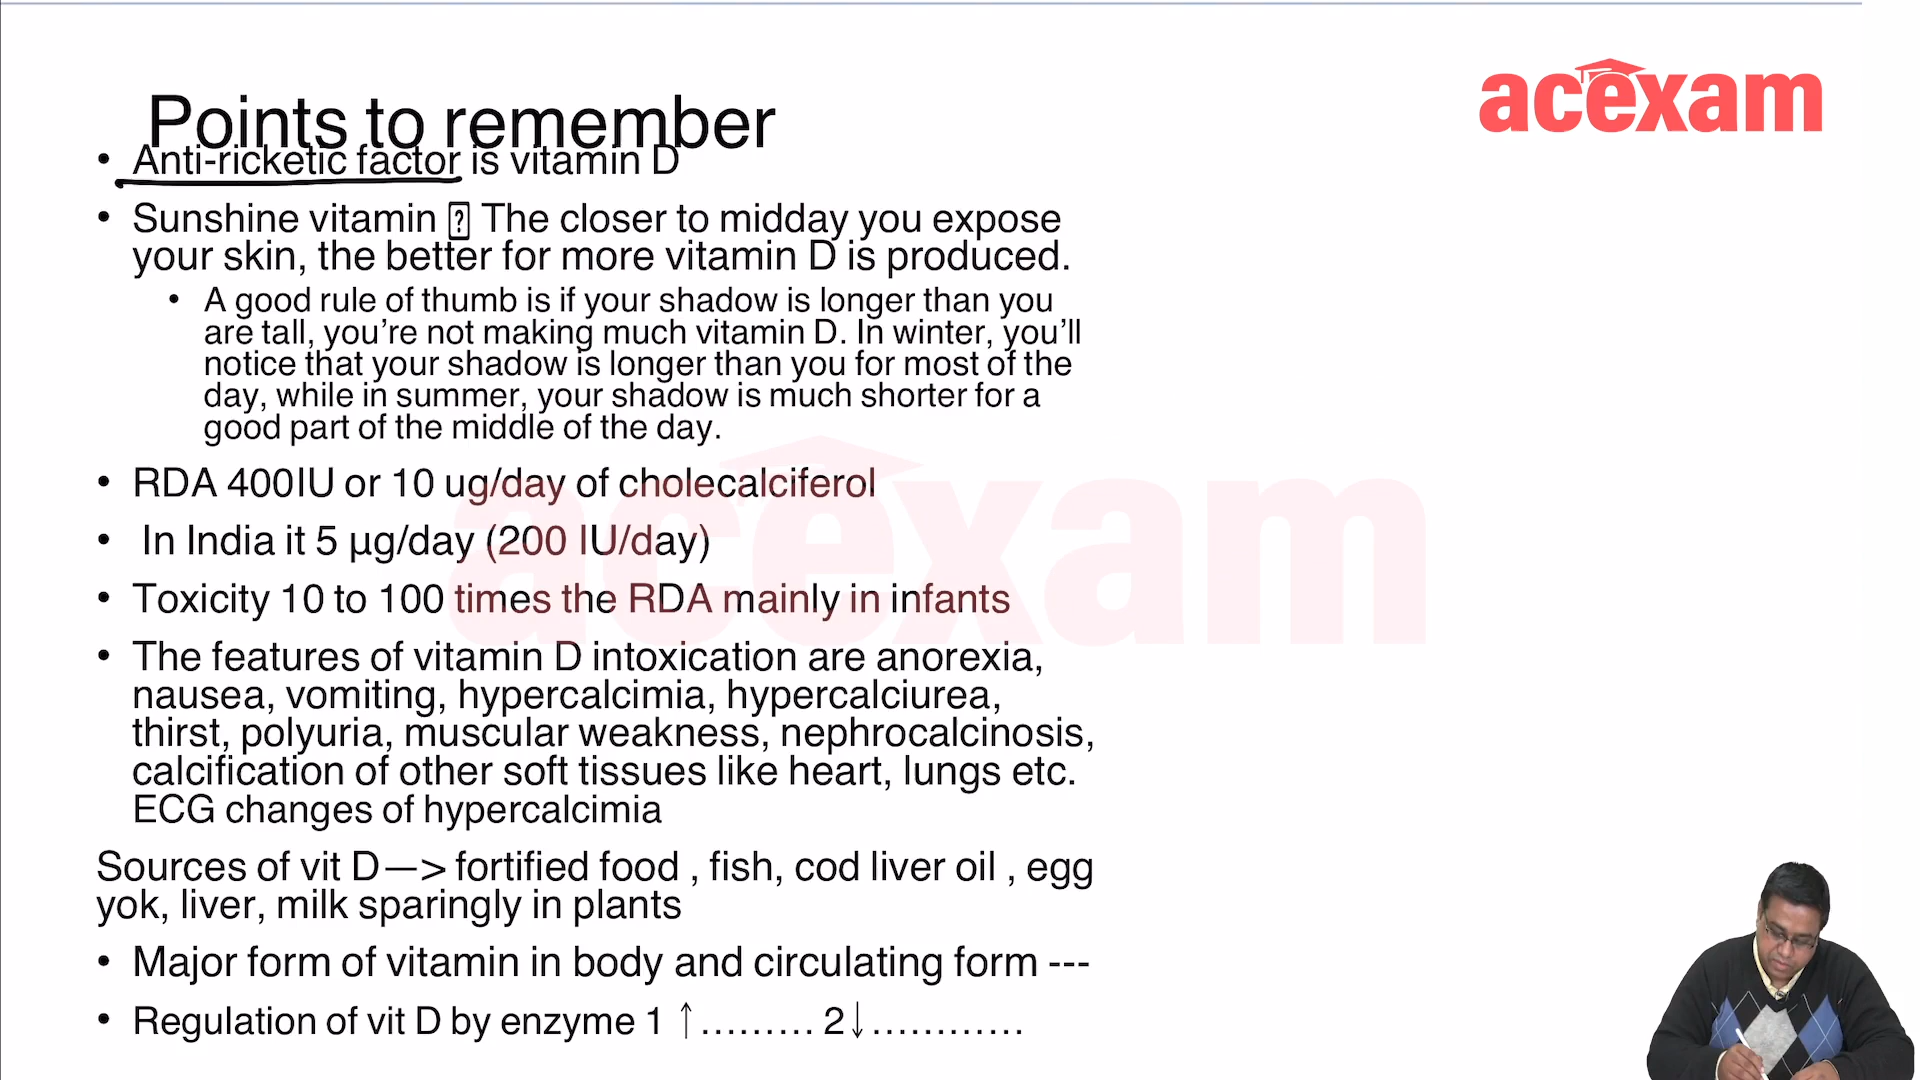 acexam
Points to remember
• Anti-ricketic factor is vitamin D
• Sunshine vitamin ? The closer to midday you expose
your skin, the better for more vitamin D is produced.
• A good rule of thumb is if your shadow is longer than you
are tall, you’re not making much vitamin D. In winter, you’ll
notice that your shadow is longer than you for most of the
day, while in summer, your shadow is much shorter for a
good part of the middle of the day.
• RDA 400IU or 10 ug/day of cholecalciferol
• In India it 5 µg/day (200 IU/day)
• Toxicity 10 to 100 times the RDA mainly in infants
• The features of vitamin D intoxication are anorexia,
nausea, vomiting, hypercalcimia, hypercalciurea,
thirst, polyuria, muscular weakness, nephrocalcinosis,
calcification of other soft tissues like heart, lungs etc.
ECG changes of hypercalcimia
Sources of vit D—> fortified food , fish, cod liver oil , egg
yok, liver, milk sparingly in plants
• Major form of vitamin in body and circulating form ---
• Regulation of vit D by enzyme 1 ↑......... 2↓............
acexam